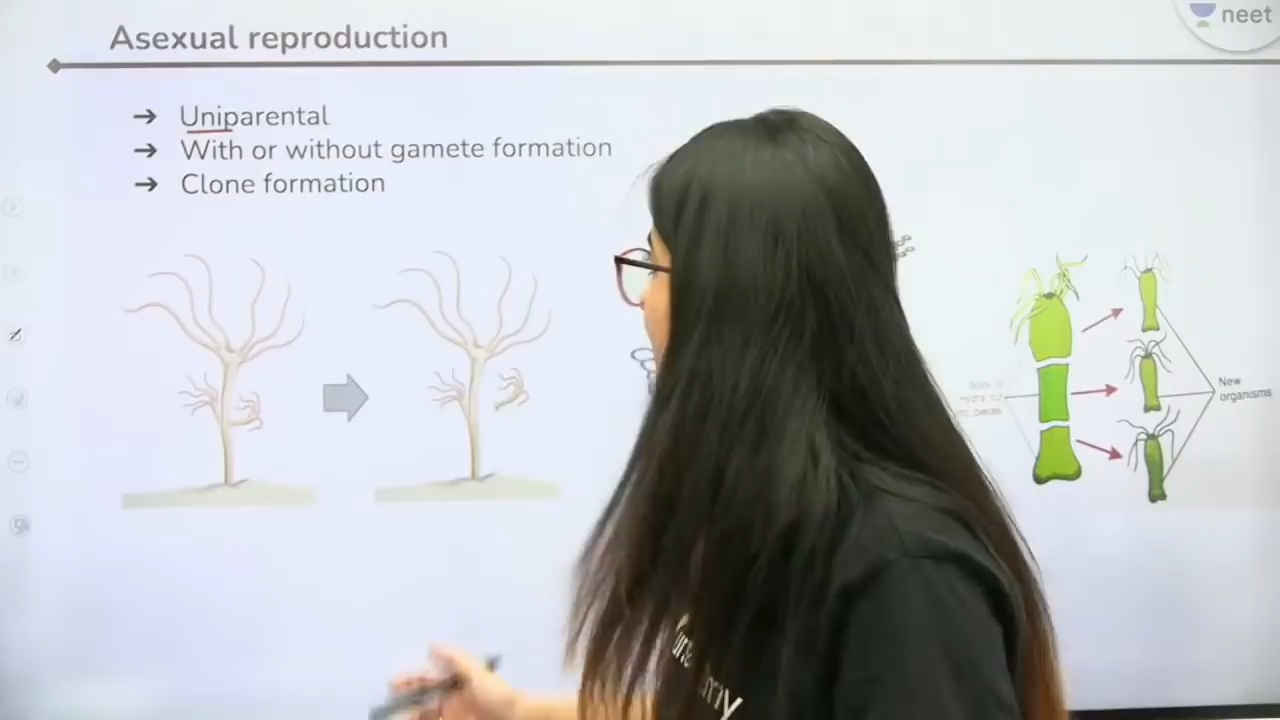 Asexual reproduction
neet
➔ Uniparental
➔ With or without gamete formation
➔ Clone formation
New
organisms